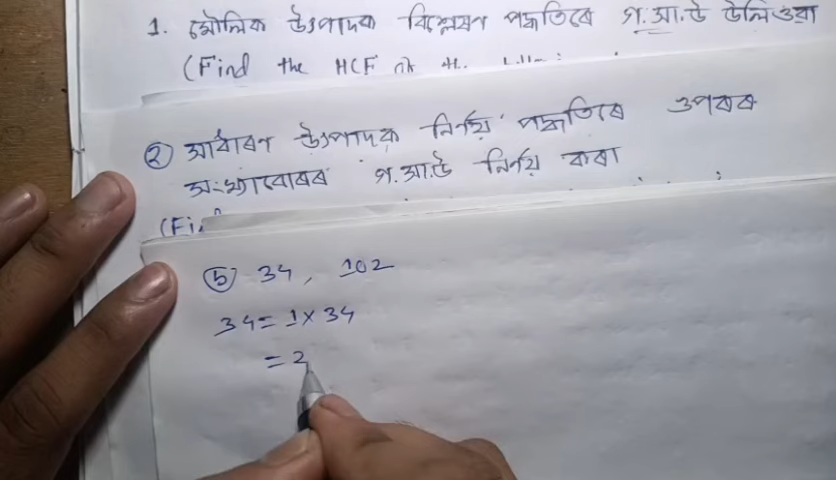 1. মৌলিক উৎপাদক বিশ্লেষণ পদ্ধতিৰে গ.সা.উ উলিওৱা
(Find the HCF
② সাধাৰণ উৎপাদক নিৰ্ণয় পদ্ধতিৰে ওপৰৰ
সংখ্যাবোৰৰ গ.সা.উ নিৰ্ণয় কৰা
⑤ 34, 102
34 = 1 × 34
= 2